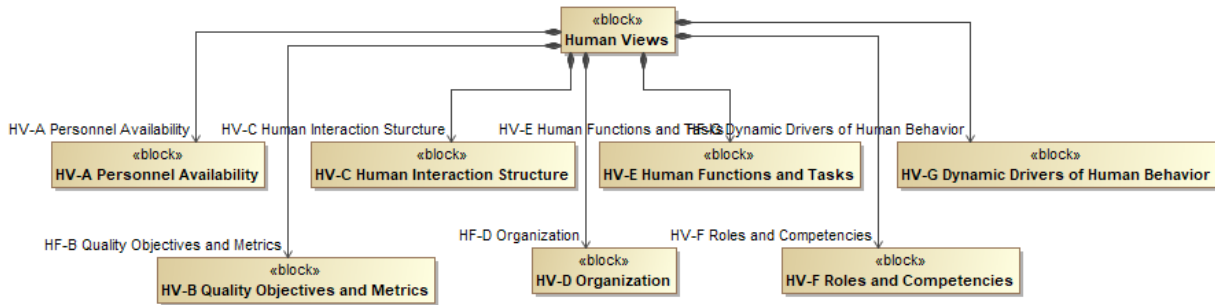 «block»
Human Views
HV-A Personnel Availability
HV-C Human Interaction Sturcture
HV-E Human Functions and Tasks
HF-G Dynamic Drivers of Human Behavior
«block»
HV-A Personnel Availability
«block»
HV-C Human Interaction Structure
«block»
HV-E Human Functions and Tasks
«block»
HV-G Dynamic Drivers of Human Behavior
HF-B Quality Objectives and Metrics
HF-D Organization
HV-F Roles and Competencies
«block»
HV-B Quality Objectives and Metrics
«block»
HV-D Organization
«block»
HV-F Roles and Competencies